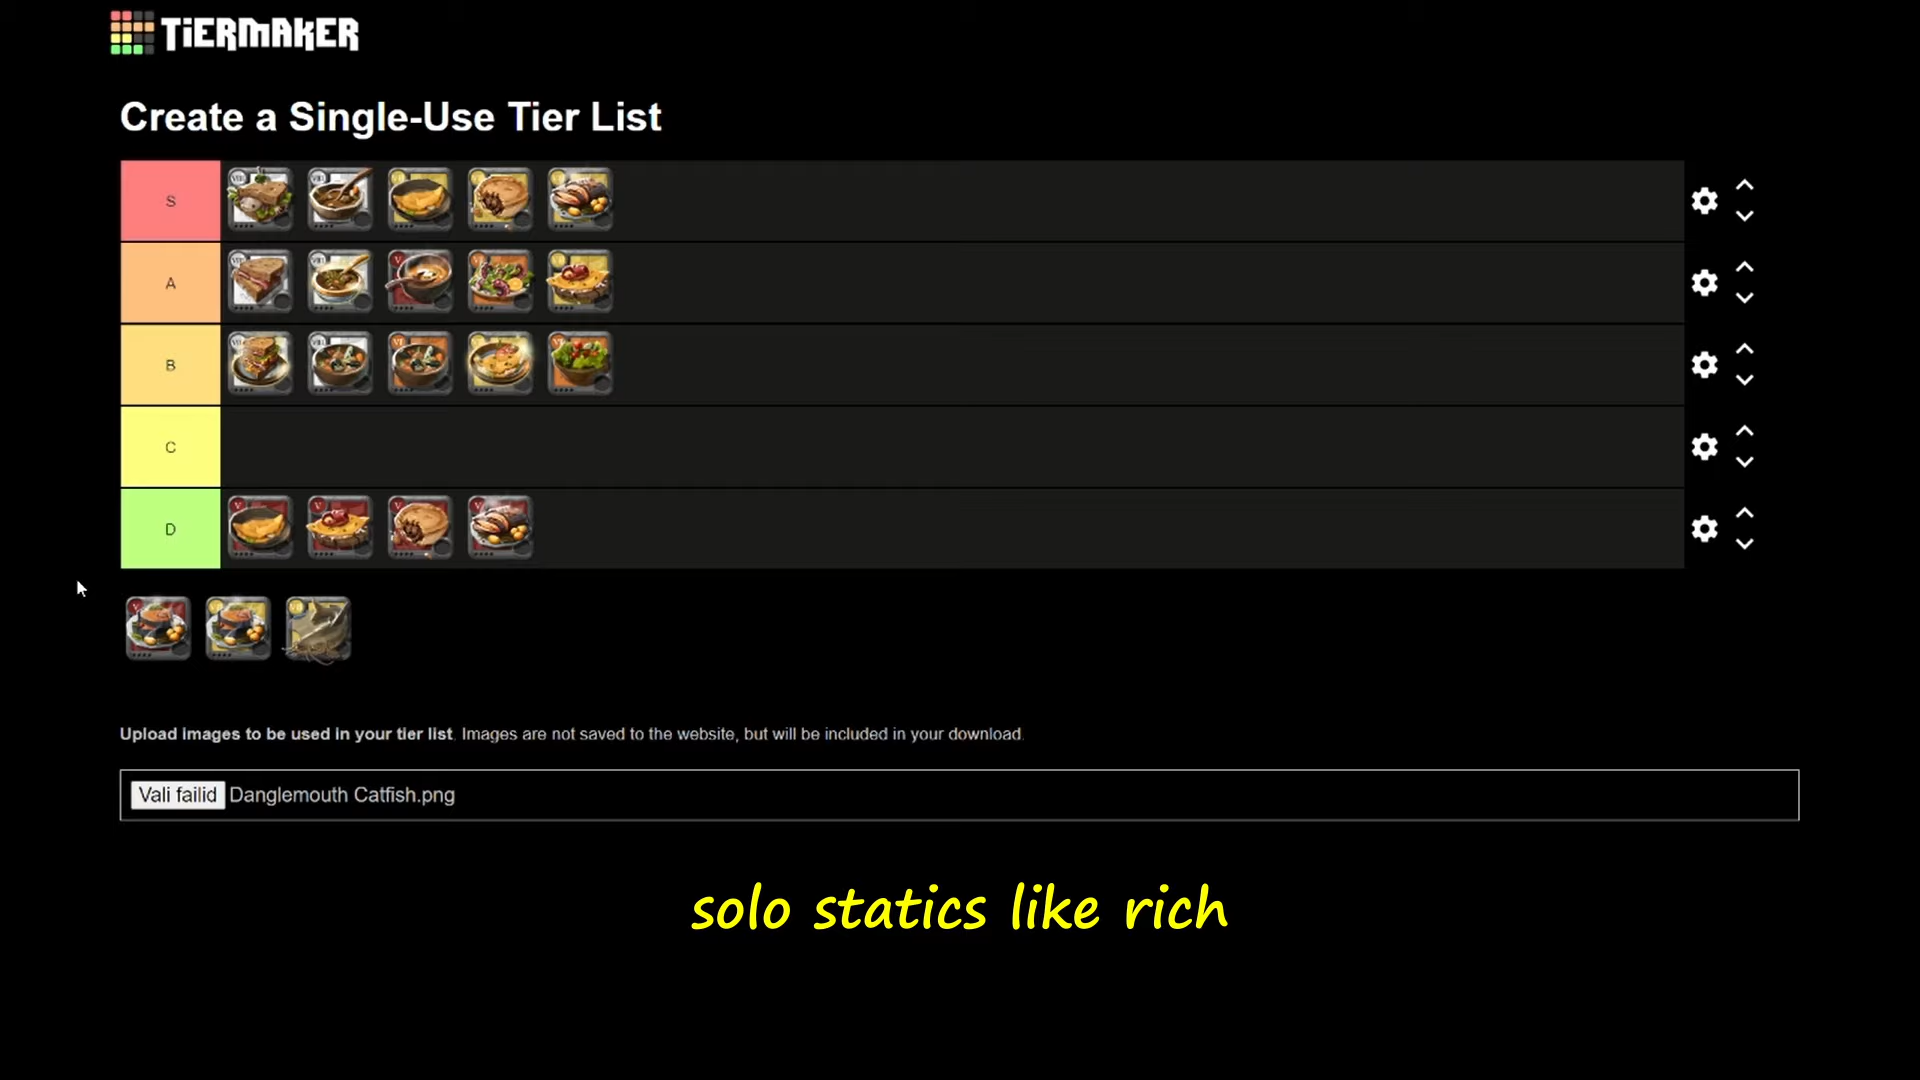 TiERMAKER
Create a Single-Use Tier List
S
A
B
C
D
Upload images to be used in your tier list. Images are not saved to the website, but will be included in your download.
Vali failid Danglemouth Catfish.png
solo statics like rich